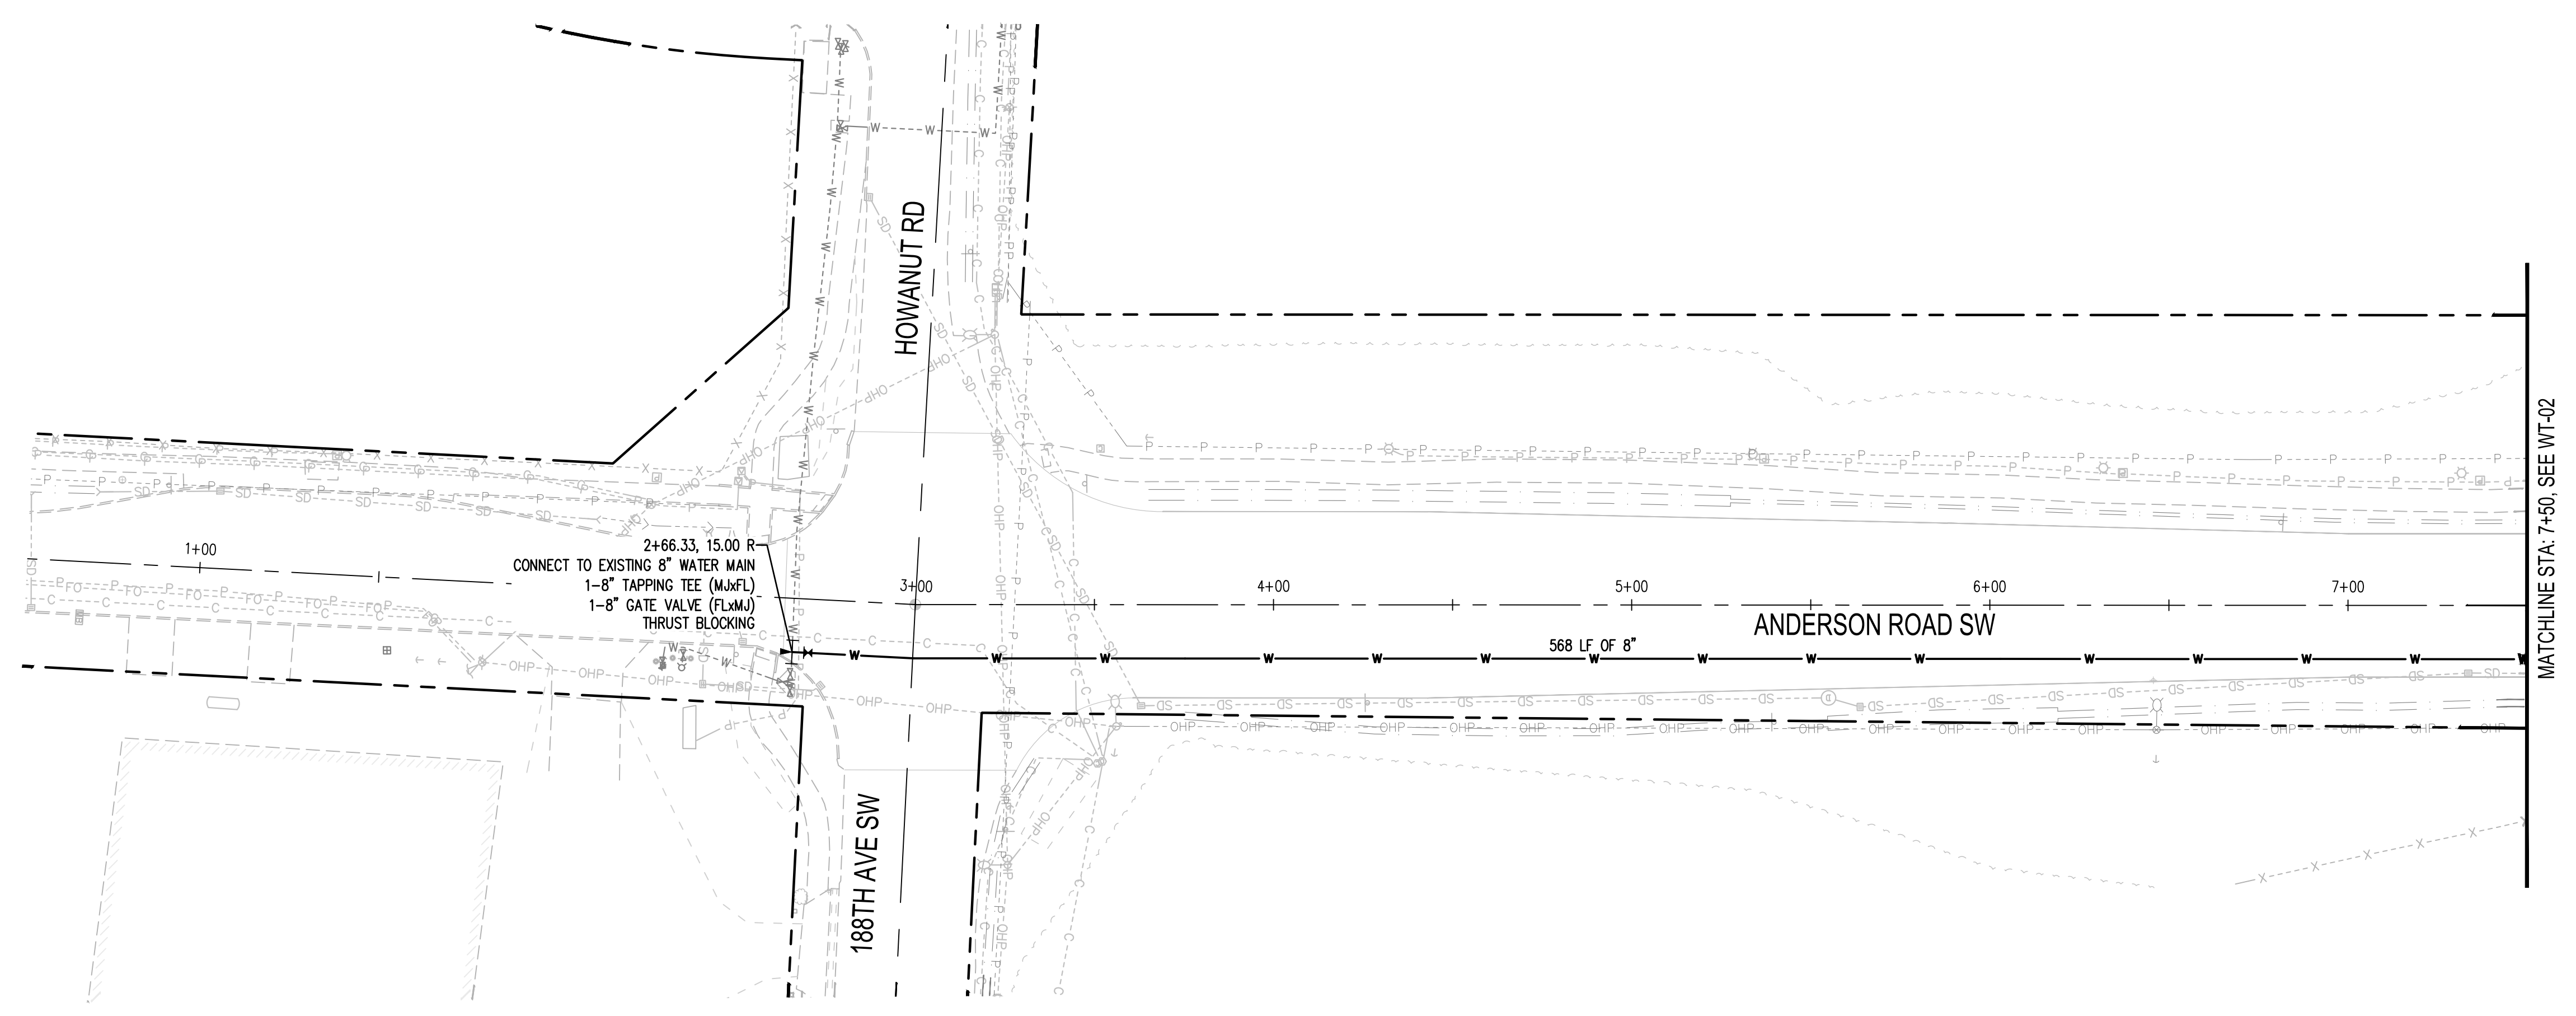 HOWANUT RD
1+00
2+66.33, 15.00 R
CONNECT TO EXISTING 8" WATER MAIN
1-8" TAPPING TEE (MJxFL)
1-8" GATE VALVE (FLxMJ)
THRUST BLOCKING
3+00
4+00
5+00
6+00
7+00
ANDERSON ROAD SW
568 LF OF 8"
188TH AVE SW
MATCHLINE STA: 7+50, SEE WT-02